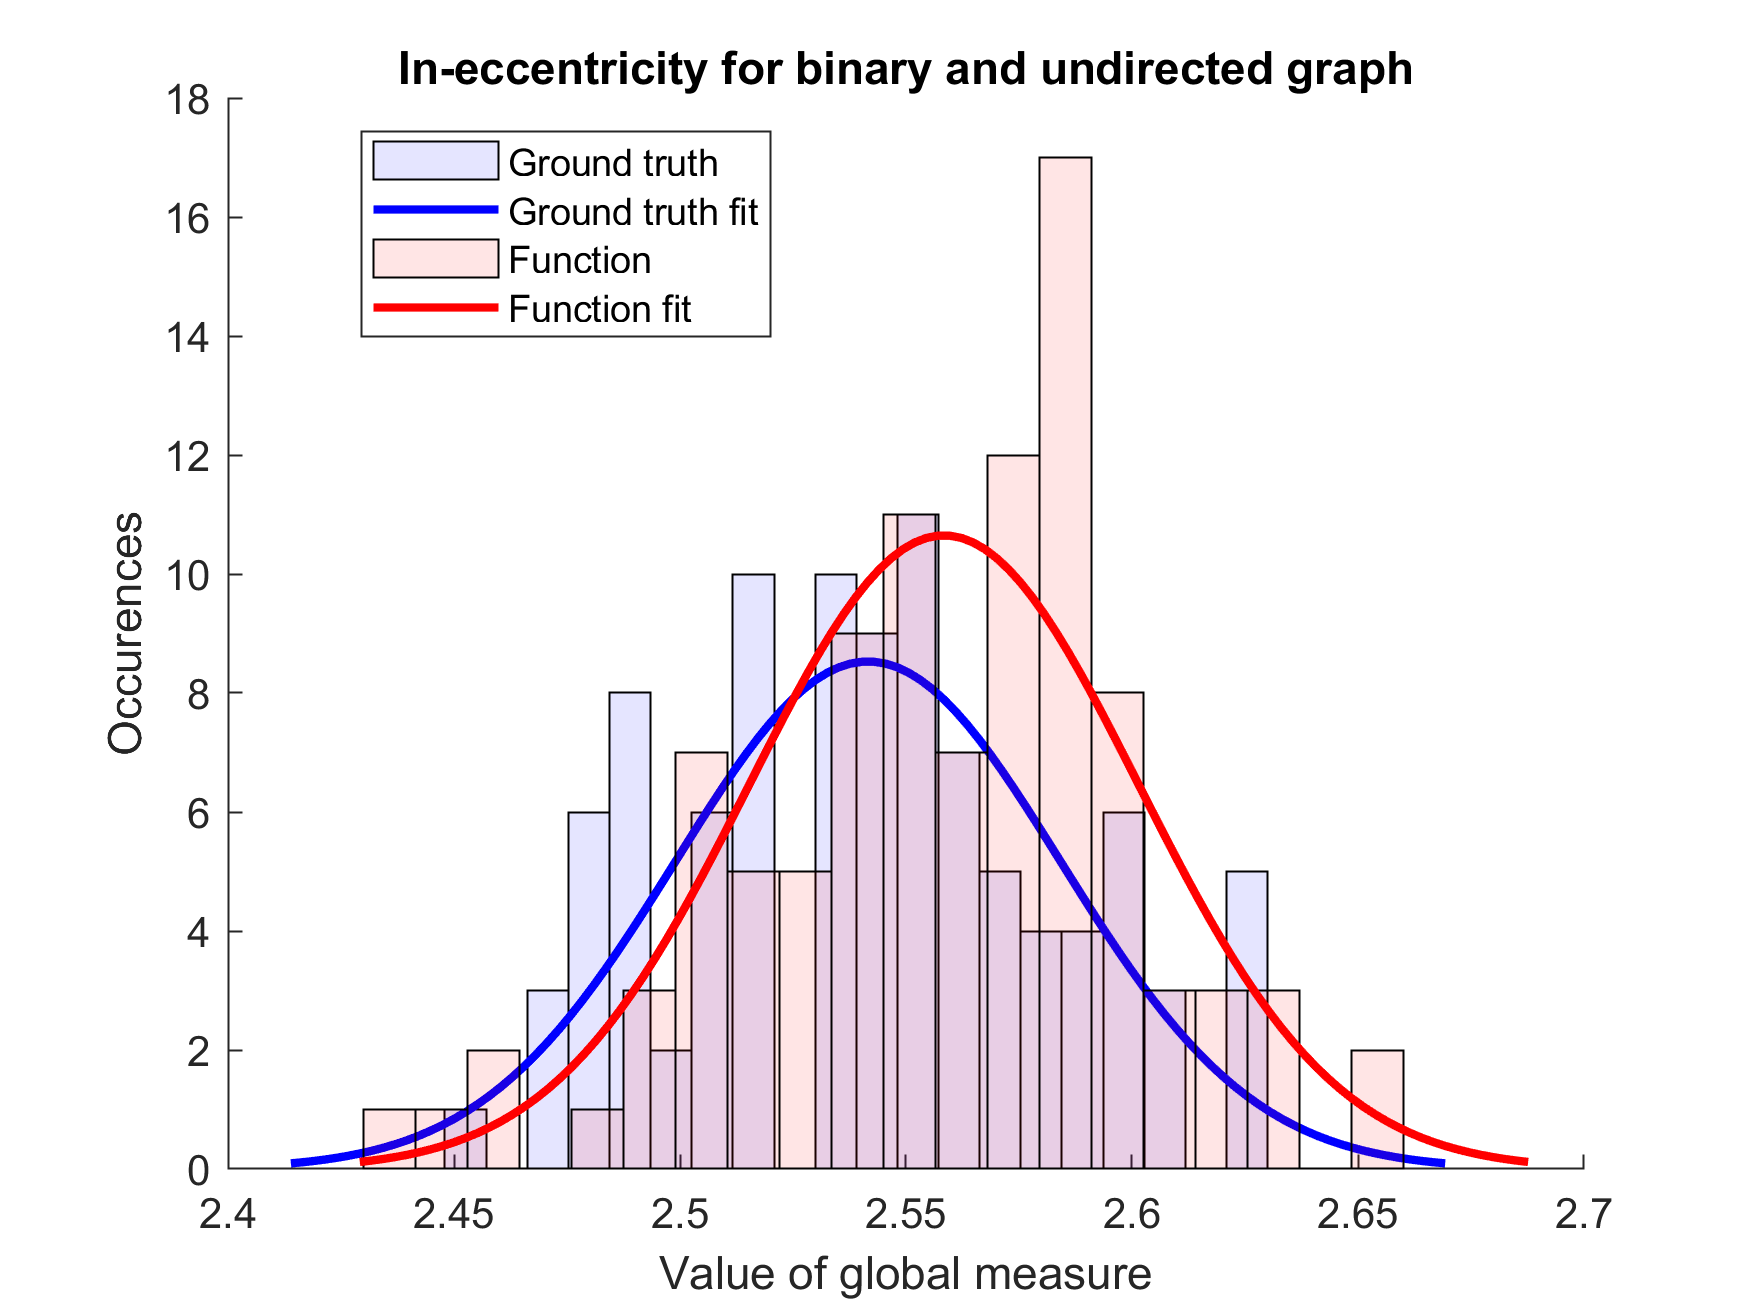 In-eccentricity for binary and undirected graph
18
16
14
12
10
8
6
4
2
0
Ground truth
Ground truth fit
Function
Function fit
Occurences
2.4 2.45 2.5 2.55 2.6 2.65 2.7
Value of global measure